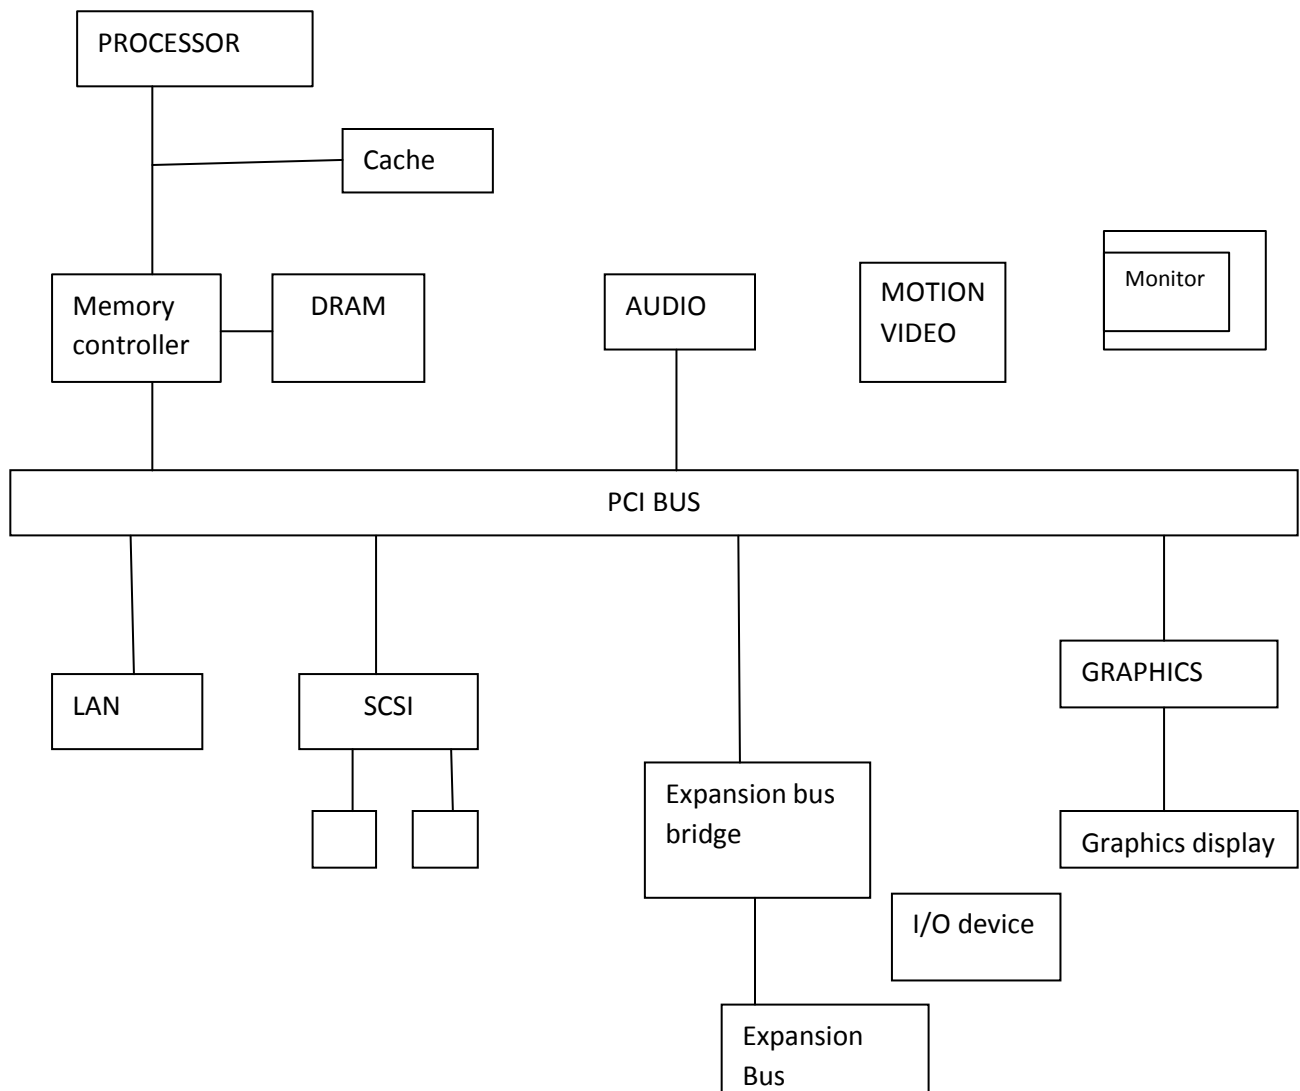 PROCESSOR
Cache
Memory
controller
DRAM
AUDIO
MOTION
VIDEO
Monitor
PCI BUS
LAN
SCSI
GRAPHICS
Expansion bus
bridge
Graphics display
I/O device
Expansion
Bus